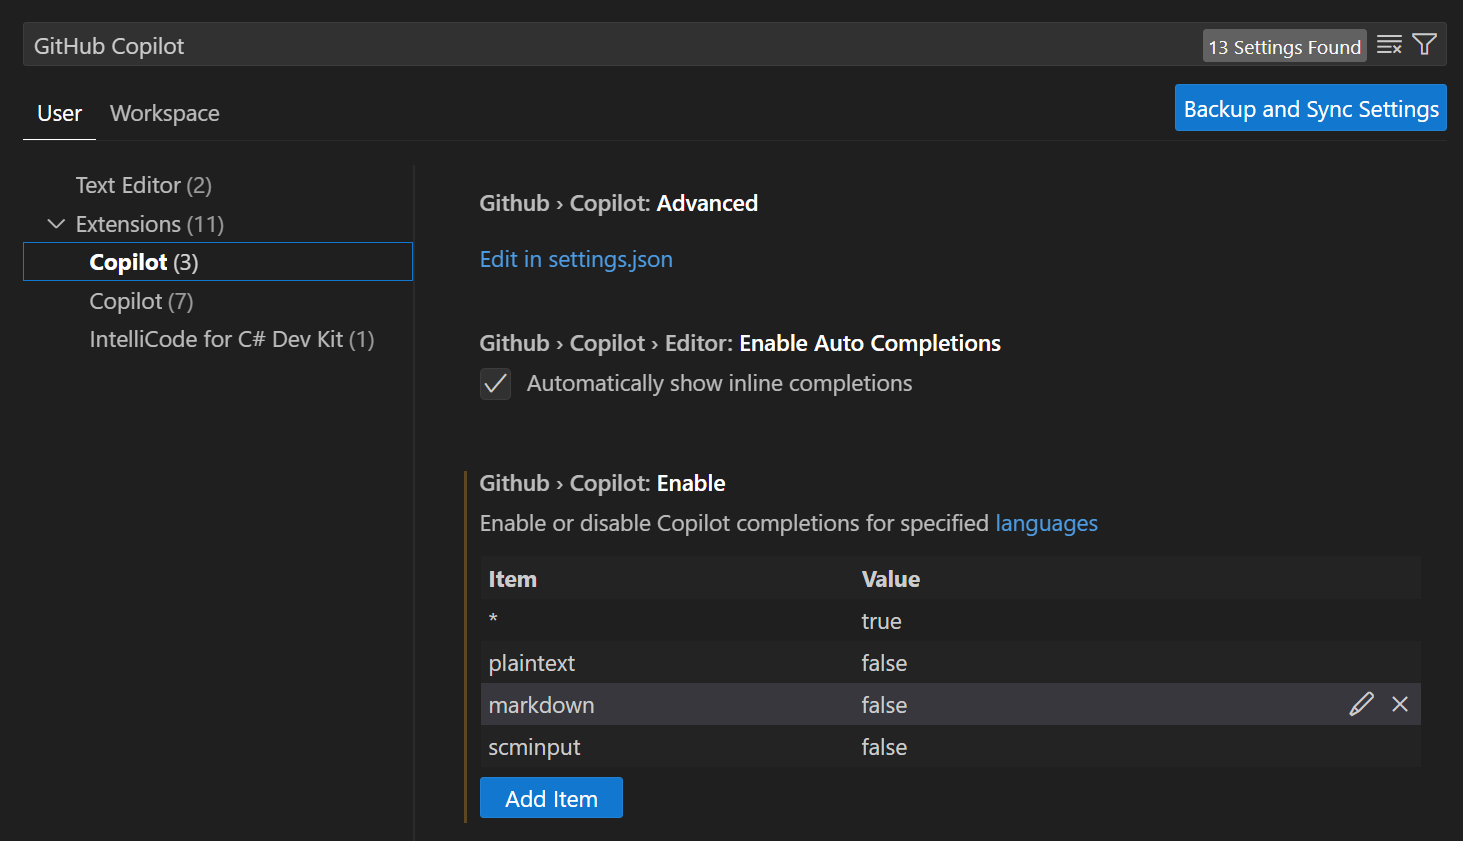 GitHub Copilot
13 Settings Found
User Workspace
Backup and Sync Settings
Text Editor (2)
Extensions (11)
Copilot (3)
Copilot (7)
IntelliCode for C# Dev Kit (1)
Github › Copilot: Advanced
Edit in settings.json
Github › Copilot › Editor: Enable Auto Completions
Automatically show inline completions
Github › Copilot: Enable
Enable or disable Copilot completions for specified languages
Item Value
* true
plaintext false
markdown false
scminput false
Add Item